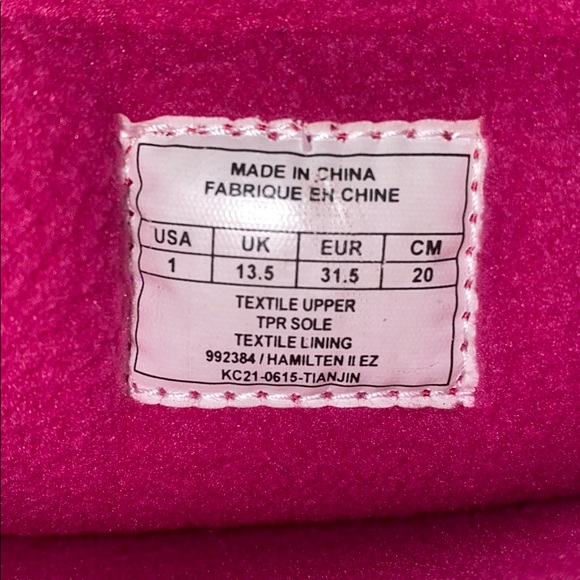 MADE IN CHINA
FABRIQUE EN CHINE
USA UK EUR CM
1 13.5 31.5 20
TEXTILE UPPER
TPR SOLE
TEXTILE LINING
992384 / HAMILTEN II EZ
KC21-0615-TIANJIN